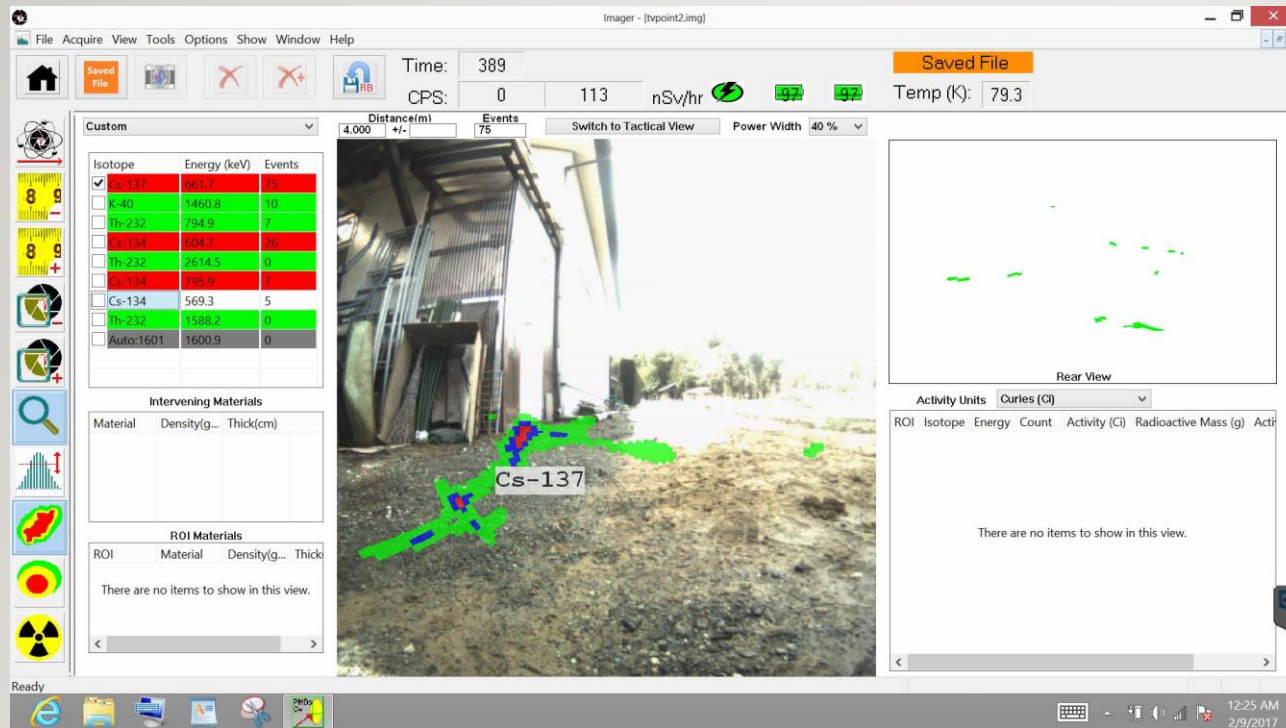 Imager - [tvpoint2.img]
File Acquire View Tools Options Show Window Help
Saved File
RB
Time: 389
CPS: 0 113 nSv/hr 97 97
Saved File
Temp (K): 79.3
Custom
Distance(m) Events
4.000 +/- 75 Switch to Tactical View Power Width 40 %
Isotope Energy (keV) Events
Cs-137 661.7 75
K-40 1460.8 10
Th-232 794.9 7
Cs-134 604.7 26
Th-232 2614.5 0
Cs-134 795.9 7
Cs-134 569.3 5
Th-232 1588.2 0
Auto:1601 1600.9 0
8 9
8 9
Intervening Materials
Material Density(g... Thick(cm)
ROI Materials
ROI Material Density(g... Thick
There are no items to show in this view.
Cs-137
Rear View
Activity Units Curies (Ci)
ROI Isotope Energy Count Activity (Ci) Radioactive Mass (g) Acti
There are no items to show in this view.
Ready
PHDs
12:25 AM
2/9/2017